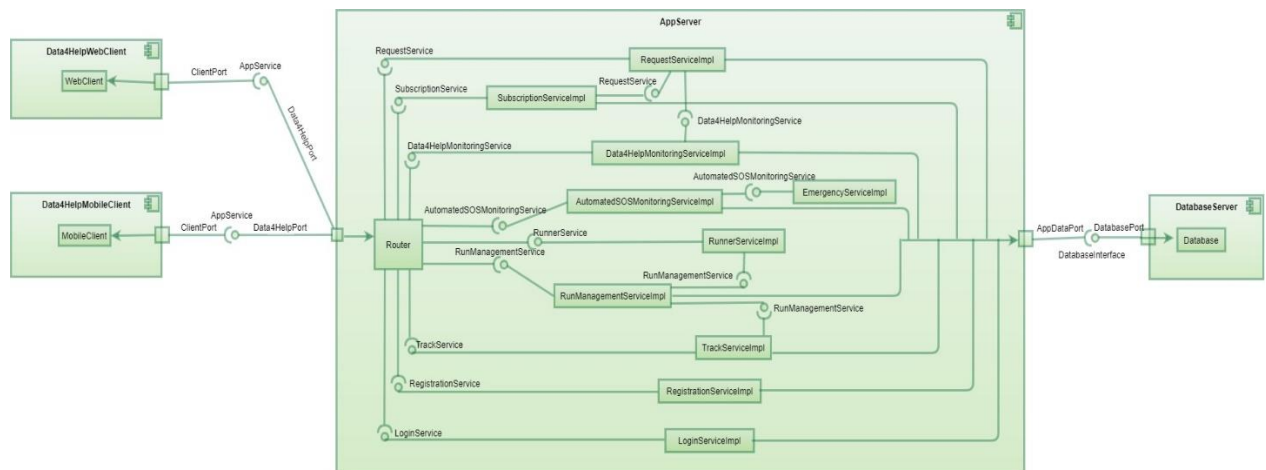 AppServer
Data4HelpWebClient
WebClient
ClientPort
AppService
Data4HelpPort
Data4HelpMobileClient
MobileClient
AppService
ClientPort
Data4HelpPort
Router
RequestService
RequestServiceImpl
RequestService
SubscriptionService
SubscriptionServiceImpl
Data4HelpMonitoringService
Data4HelpMonitoringService
Data4HelpMonitoringServiceImpl
AutomatedSOSMonitoringService
EmergencyServiceImpl
AutomatedSOSMonitoringService
AutomatedSOSMonitoringServiceImpl
RunnerService
RunnerServiceImpl
RunManagementService
RunManagementService
RunManagementServiceImpl
RunManagementService
TrackService
TrackServiceImpl
RegistrationService
RegistrationServiceImpl
LoginService
LoginServiceImpl
AppDataPort
DatabasePort
DatabaseInterface
DatabaseServer
Database